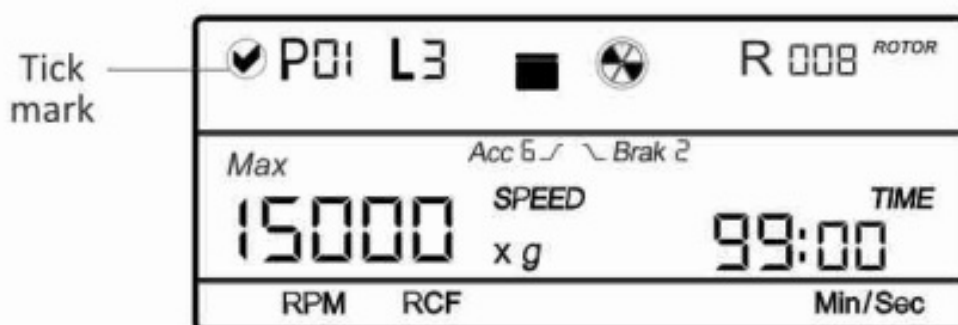 Tick
mark
P01 L3 R 008 ROTOR
Max Acc 6 Brak 2
15000 SPEED x g 99:00 TIME
RPM RCF Min/Sec